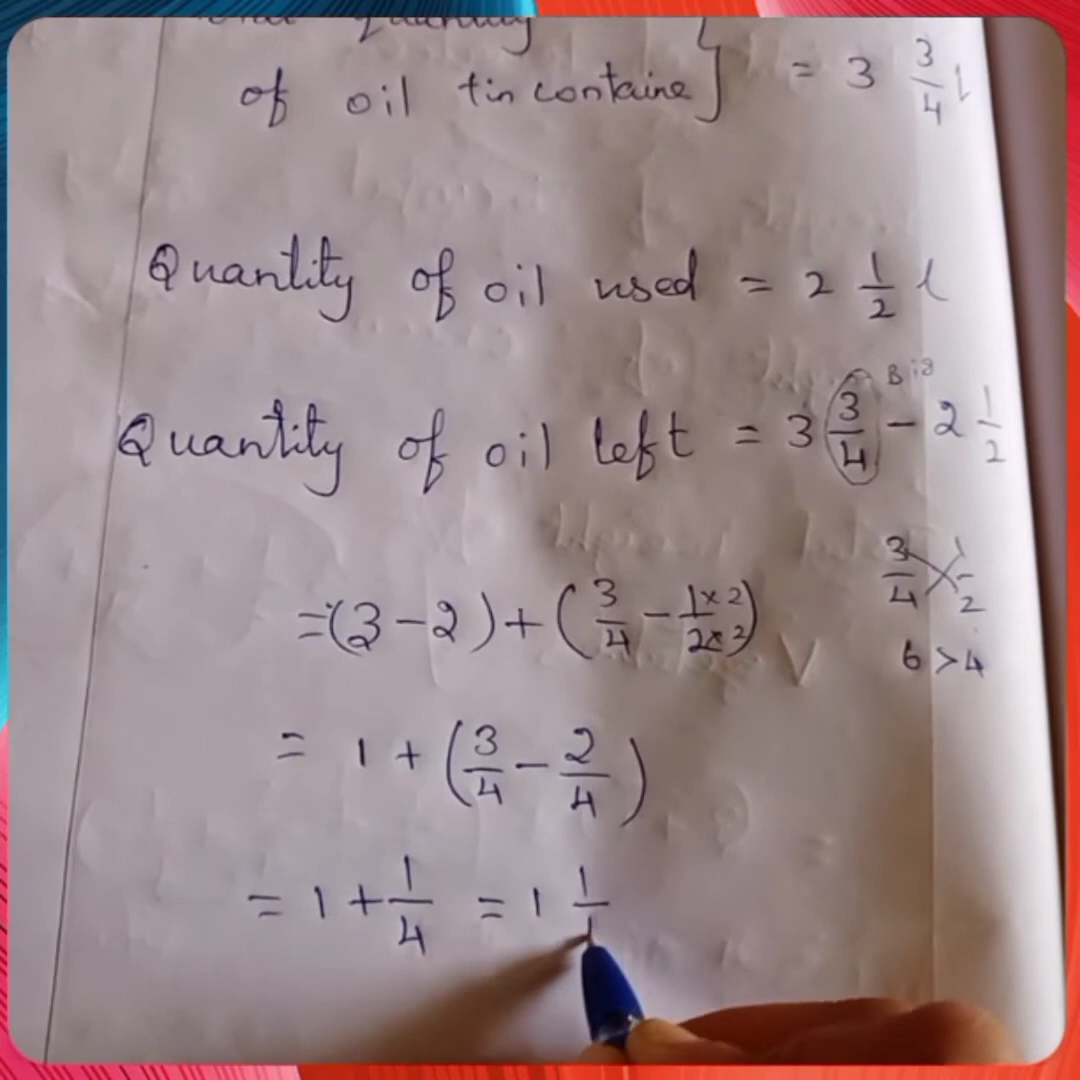 quantity
of oil tin containe } = 3 3/4 l
Quantity of oil used = 2 1/2 l
Big
Quantity of oil left = 3 3/4 - 2 1/2
3/4 1/2
6 > 4
= (3 - 2) + (3/4 - 1×2/2×2)
= 1 + (3/4 - 2/4)
= 1 + 1/4 = 1 1/